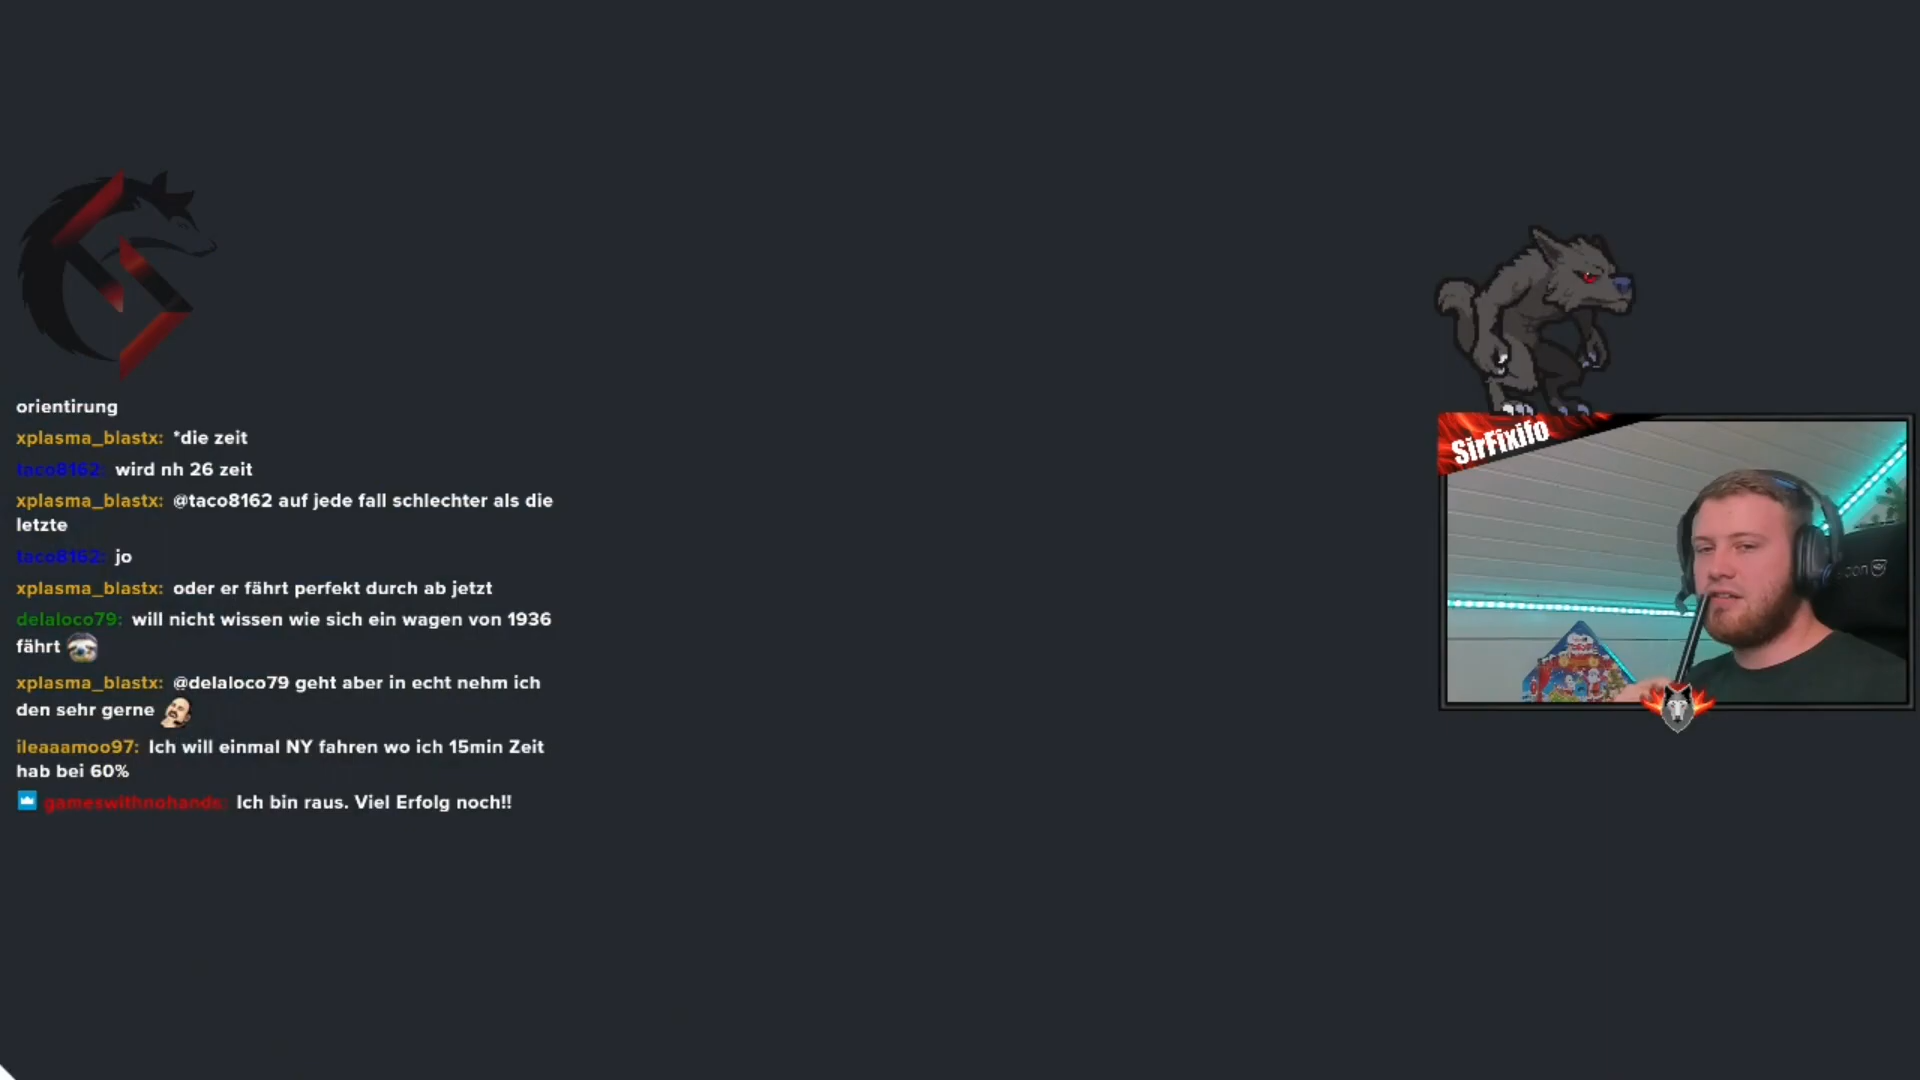 orientirung
xplasma_blastx: *die zeit
taco8162: wird nh 26 zeit
xplasma_blastx: @taco8162 auf jede fall schlechter als die
letzte
taco8162: jo
xplasma_blastx: oder er fährt perfekt durch ab jetzt
delaloco79: will nicht wissen wie sich ein wagen von 1936
fährt
xplasma_blastx: @delaloco79 geht aber in echt nehm ich
den sehr gerne
ileaaamoo97: Ich will einmal NY fahren wo ich 15min Zeit
hab bei 60%
gameswithnohands: Ich bin raus. Viel Erfolg noch!!
SirFixifo